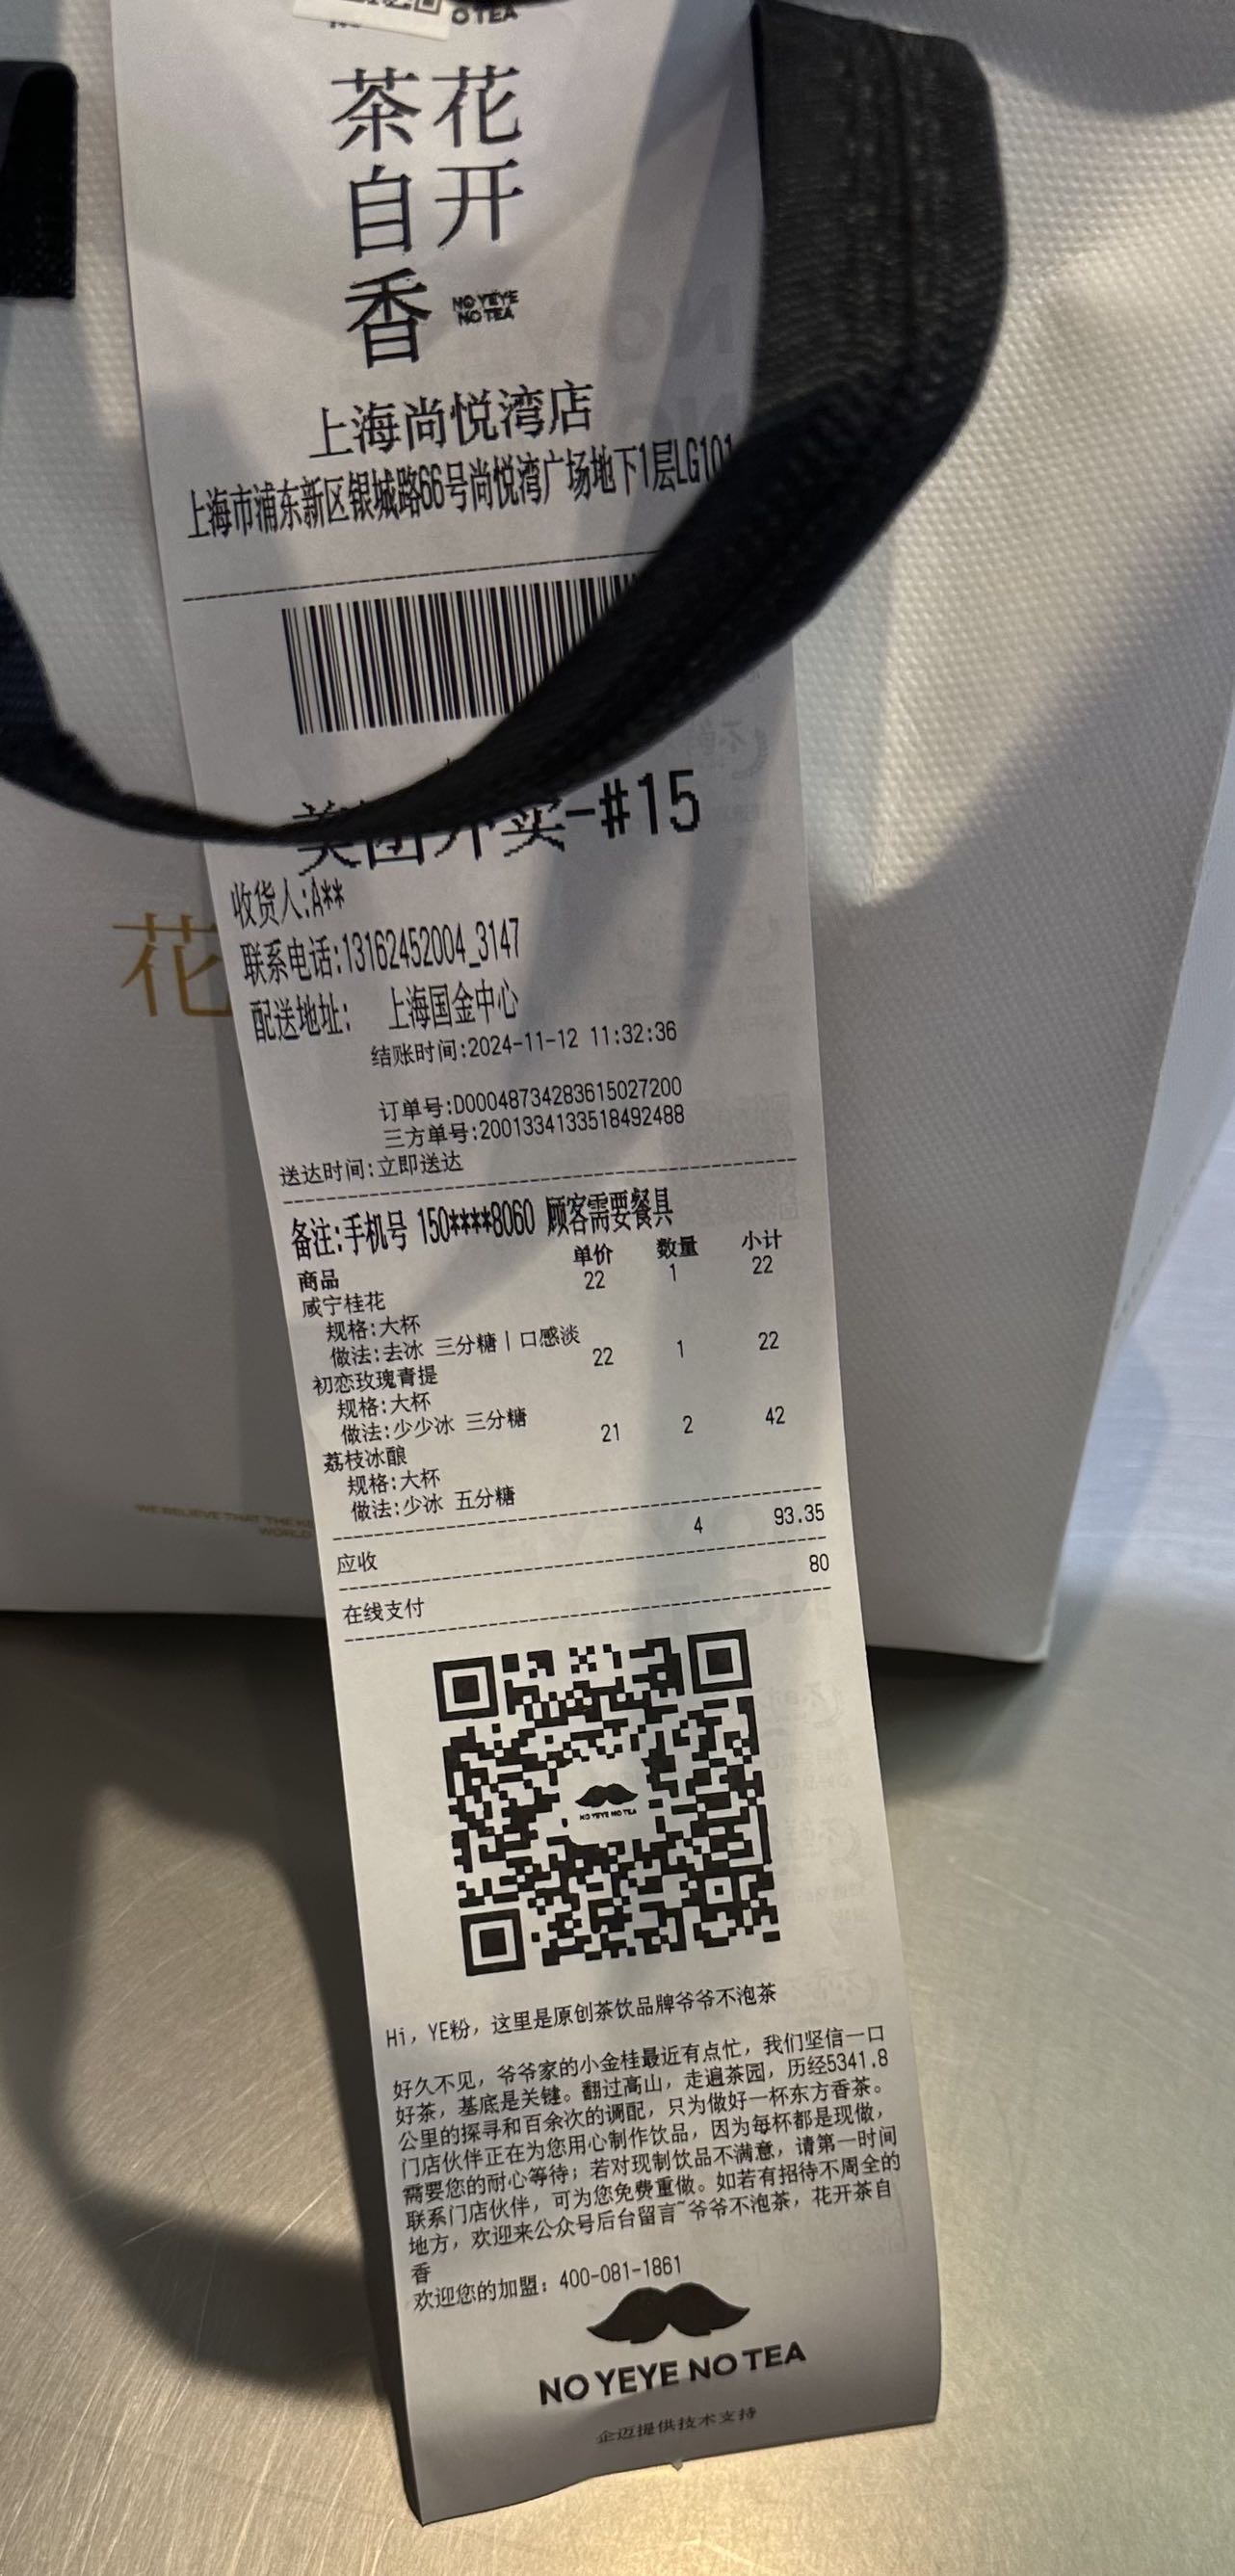 OTEA
花开
茶自香
NO YEYE
NO TEA
上海尚悦湾店
上海市浦东新区银城路66号尚悦湾广场地下1层LG101
美团外卖-#15
收货人:A**
联系电话:13162452004_3147
配送地址: 上海国金中心
结账时间:2024-11-12 11:32:36
订单号:D00048734283615027200
三方单号:2001334133518492488
送达时间:立即送达
备注:手机号 150****8060 顾客需要餐具
商品 单价 数量 小计
咸宁桂花 22 1 22
规格:大杯
做法:去冰 三分糖|口感淡
初恋玫瑰青提 22 1 22
规格:大杯
做法:少少冰 三分糖
荔枝冰酿 21 2 42
规格:大杯
做法:少冰 五分糖
应收 4 93.35
在线支付 80
NO YEYE NO TEA
Hi, YE粉, 这里是原创茶饮品牌爷爷不泡茶
好久不见, 爷爷家的小金桂最近有点忙, 我们坚信一口
好茶, 基底是关键。翻过高山, 走遍茶园, 历经5341.8
公里的探寻和百余次的调配, 只为做好一杯东方香茶。
门店伙伴正在为您用心制作饮品, 因为每杯都是现做,
需要您的耐心等待; 若对现制饮品不满意, 请第一时间
联系门店伙伴, 可为您免费重做。如若有招待不周全的
地方, 欢迎来公众号后台留言~爷爷不泡茶, 花开茶自
香
欢迎您的加盟: 400-081-1861
NO YEYE NO TEA
企迈提供技术支持
花
WE BELIEVE THAT THE
WORLD